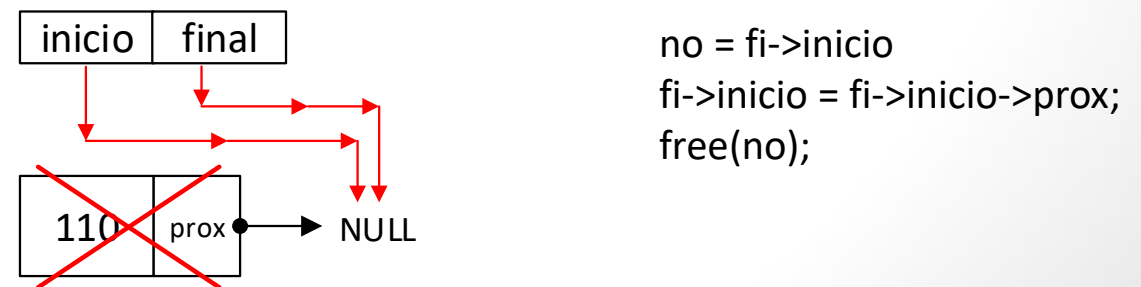 inicio final
no = fi->inicio
fi->inicio = fi->inicio->prox;
free(no);
110 prox NULL